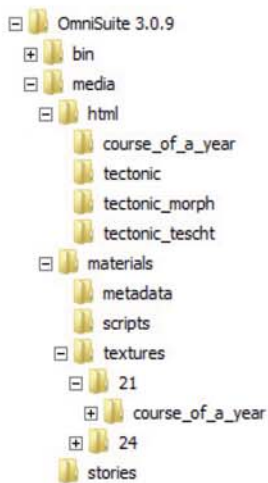 OmniSuite 3.0.9
bin
media
html
course_of_a_year
tectonic
tectonic_morph
tectonic_tescht
materials
metadata
scripts
textures
21
course_of_a_year
24
stories